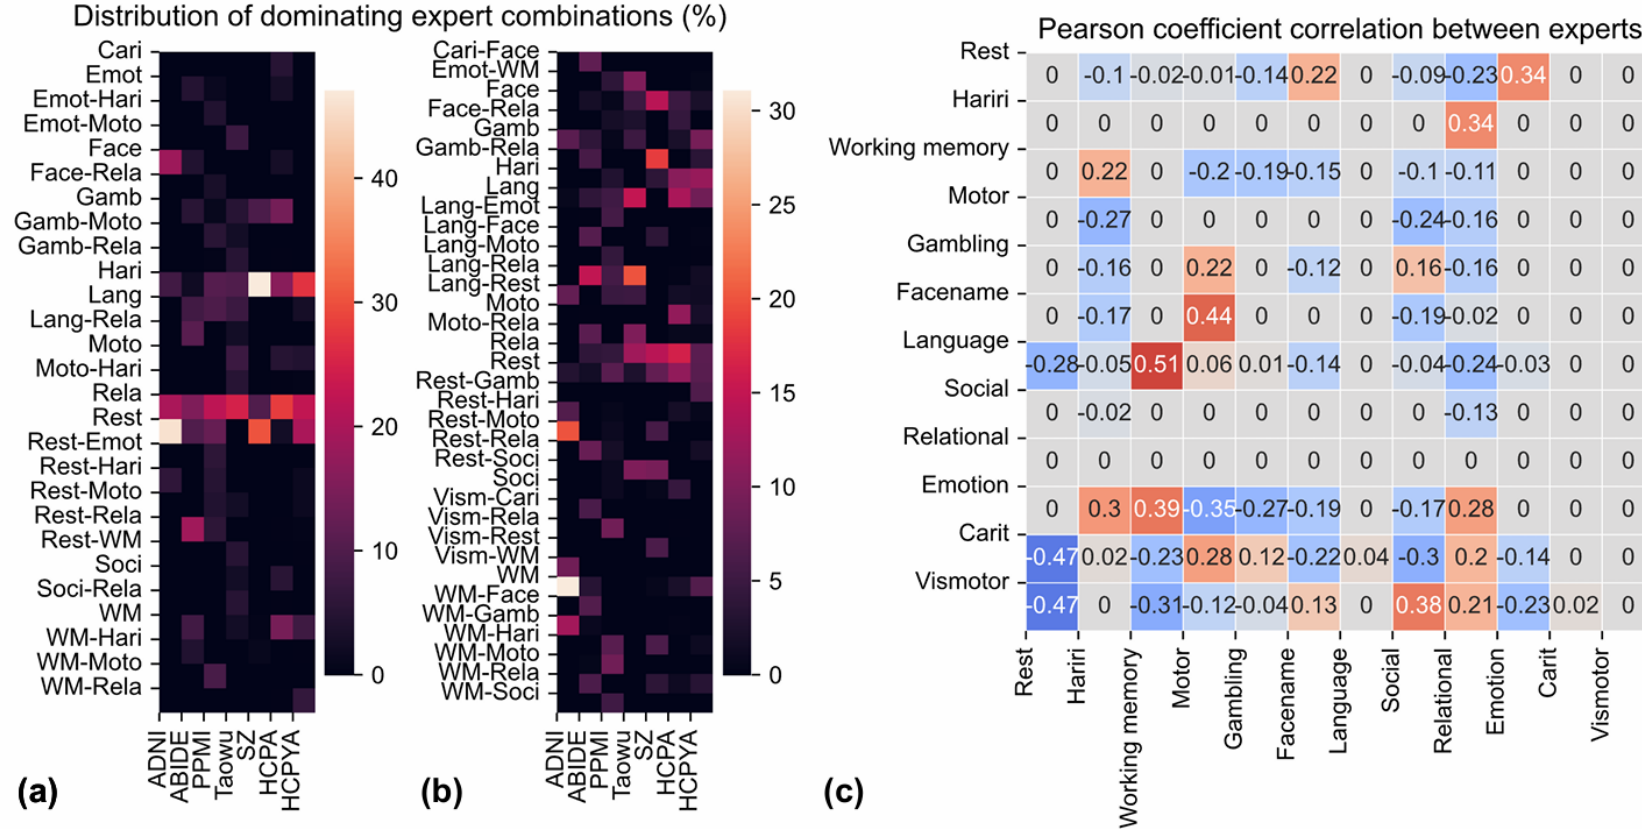 Distribution of dominating expert combinations (%)
Cari
Emot
Emot-Hari
Emot-Moto
Face
Face-Rela
Gamb
Gamb-Moto
Gamb-Rela
Hari
Lang
Lang-Rela
Moto
Moto-Hari
Rela
Rest
Rest-Emot
Rest-Hari
Rest-Moto
Rest-Rela
Rest-WM
Soci
Soci-Rela
WM
WM-Hari
WM-Moto
WM-Rela
40
30
20
10
0
ADNI
ABIDE
PPMI
Taowu
SZ
HCPA
HCPYA
(a)
Cari-Face
Emot-WM
Face
Face-Rela
Gamb
Gamb-Rela
Hari
Lang
Lang-Emot
Lang-Face
Lang-Moto
Lang-Rela
Lang-Rest
Moto
Moto-Rela
Rela
Rest
Rest-Gamb
Rest-Hari
Rest-Moto
Rest-Rela
Rest-Soci
Soci
Vism-Cari
Vism-Rela
Vism-Rest
Vism-WM
WM
WM-Face
WM-Gamb
WM-Hari
WM-Moto
WM-Rela
WM-Soci
30
25
20
15
10
5
0
ADNI
ABIDE
PPMI
Taowu
SZ
HCPA
HCPYA
(b)
Pearson coefficient correlation between experts
Rest
Hariri
Working memory
Motor
Gambling
Facename
Language
Social
Relational
Emotion
Carit
Vismotor
0 -0.1 -0.02 -0.01 -0.14 0.22 0 -0.09 -0.23 0.34 0 0
0 0 0 0 0 0 0 0 0.34 0 0 0
0 0.22 0 -0.2 -0.19 -0.15 0 -0.1 -0.11 0 0 0
0 -0.27 0 0 0 0 0 -0.24 -0.16 0 0 0
0 -0.16 0 0.22 0 -0.12 0 0.16 -0.16 0 0 0
0 -0.17 0 0.44 0 0 0 -0.19 -0.02 0 0 0
-0.28 -0.05 0.51 0.06 0.01 -0.14 0 -0.04 -0.24 -0.03 0 0
0 -0.02 0 0 0 0 0 0 -0.13 0 0 0
0 0 0 0 0 0 0 0 0 0 0 0
0 0.3 0.39 -0.35 -0.27 -0.19 0 -0.17 0.28 0 0 0
-0.47 0.02 -0.23 0.28 0.12 -0.22 0.04 -0.3 0.2 -0.14 0 0
-0.47 0 -0.31 -0.12 -0.04 0.13 0 0.38 0.21 -0.23 0.02 0
Rest
Hariri
Working memory
Motor
Gambling
Facename
Language
Social
Relational
Emotion
Carit
Vismotor
(c)